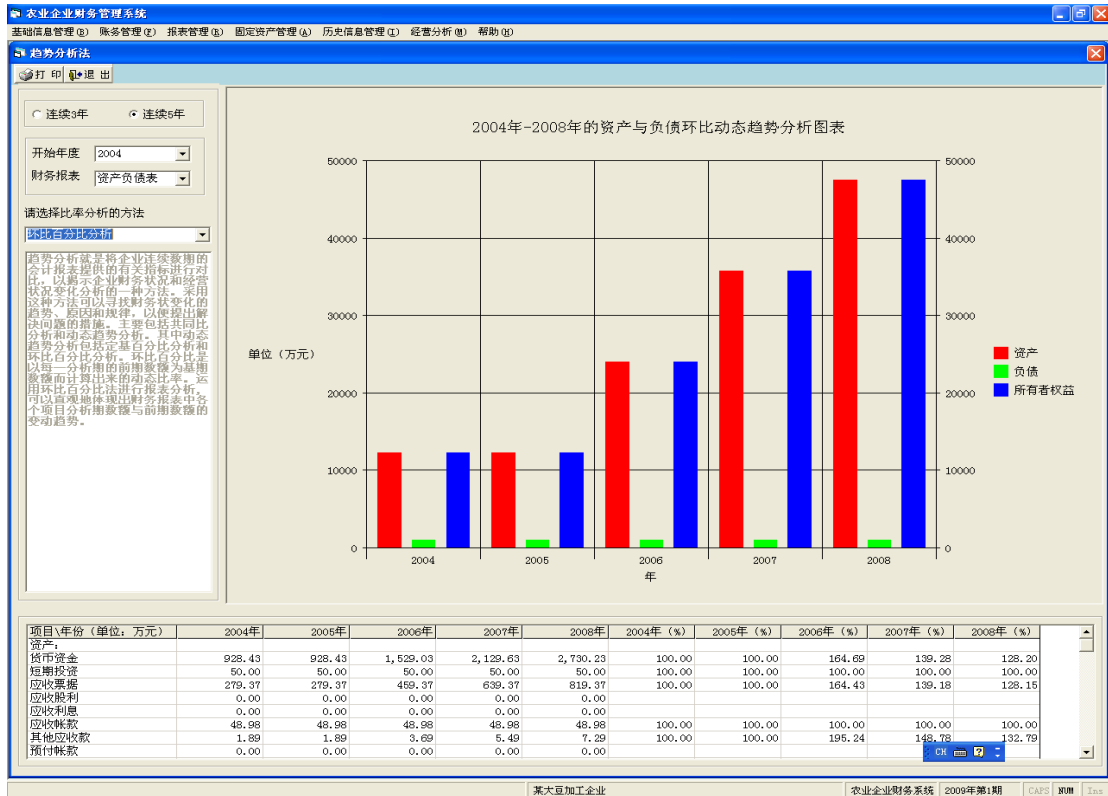 农业企业财务管理系统
基础信息管理(B) 账务管理(F) 报表管理(R) 固定资产管理(A) 历史信息管理(I) 经营分析(M) 帮助(H)
趋势分析法
打 印 退 出
连续3年 连续5年
开始年度 2004
财务报表 资产负债表
请选择比率分析的方法
环比百分比分析
趋势分析就是将企业连续数期的
会计报表提供的有关指标进行对
比，以揭示企业财务状况和经营
状况变化分析的一种方法。采用
这种方法可以寻找财务状变化的
趋势、原因和规律，以便提出解
决问题的措施。主要包括共同比
分析和动态趋势分析。其中动态
趋势分析包括定基百分比分析和
环比百分比分析。环比百分比是
以每一分析期的前期数额为基期
数额而计算出来的动态比率。运
用环比百分比法进行报表分析，
可以直观地体现出财务报表中各
个项目分析期数额与前期数额的
变动趋势。
2004年-2008年的资产与负债环比动态趋势分析图表
50000 50000
40000 40000
30000 30000
单位（万元）
资产
负债
所有者权益
20000 20000
10000 10000
0 0
2004 2005 2006 2007 2008
年
项目\年份（单位：万元） 2004年 2005年 2006年 2007年 2008年 2004年（%） 2005年（%） 2006年（%） 2007年（%） 2008年（%）
资产：
货币资金 928.43 928.43 1,529.03 2,129.63 2,730.23 100.00 100.00 164.69 139.28 128.20
短期投资 50.00 50.00 50.00 50.00 50.00 100.00 100.00 100.00 100.00 100.00
应收票据 279.37 279.37 459.37 639.37 819.37 100.00 100.00 164.43 139.18 128.15
应收股利 0.00 0.00 0.00 0.00 0.00
应收利息 0.00 0.00 0.00 0.00 0.00
应收帐款 48.98 48.98 48.98 48.98 48.98 100.00 100.00 100.00 100.00 100.00
其他应收款 1.89 1.89 3.69 5.49 7.29 100.00 100.00 195.24 148.78 132.79
预付帐款 0.00 0.00 0.00 0.00 0.00
CH
某大豆加工企业 农业企业财务系统 2009年第1期 CAPS NUM Ins